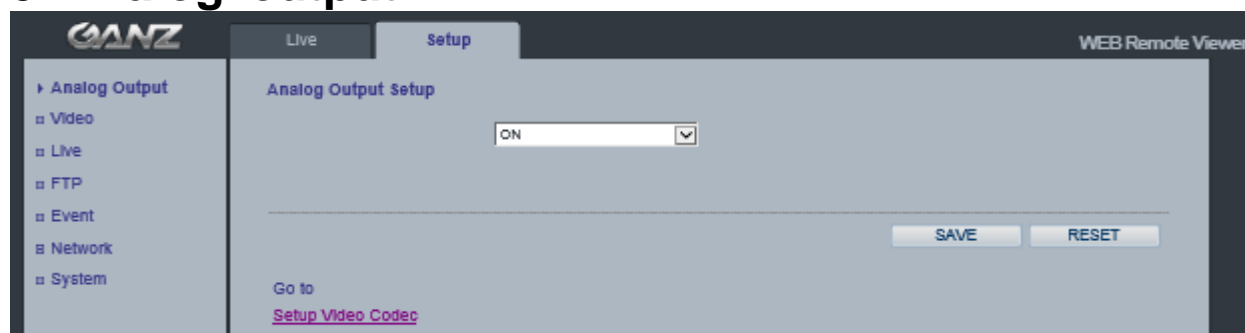 GANZ
Live
Setup
WEB Remote Viewer
Analog Output
Video
Live
FTP
Event
Network
System
Analog Output Setup
ON
SAVE
RESET
Go to
Setup Video Codec